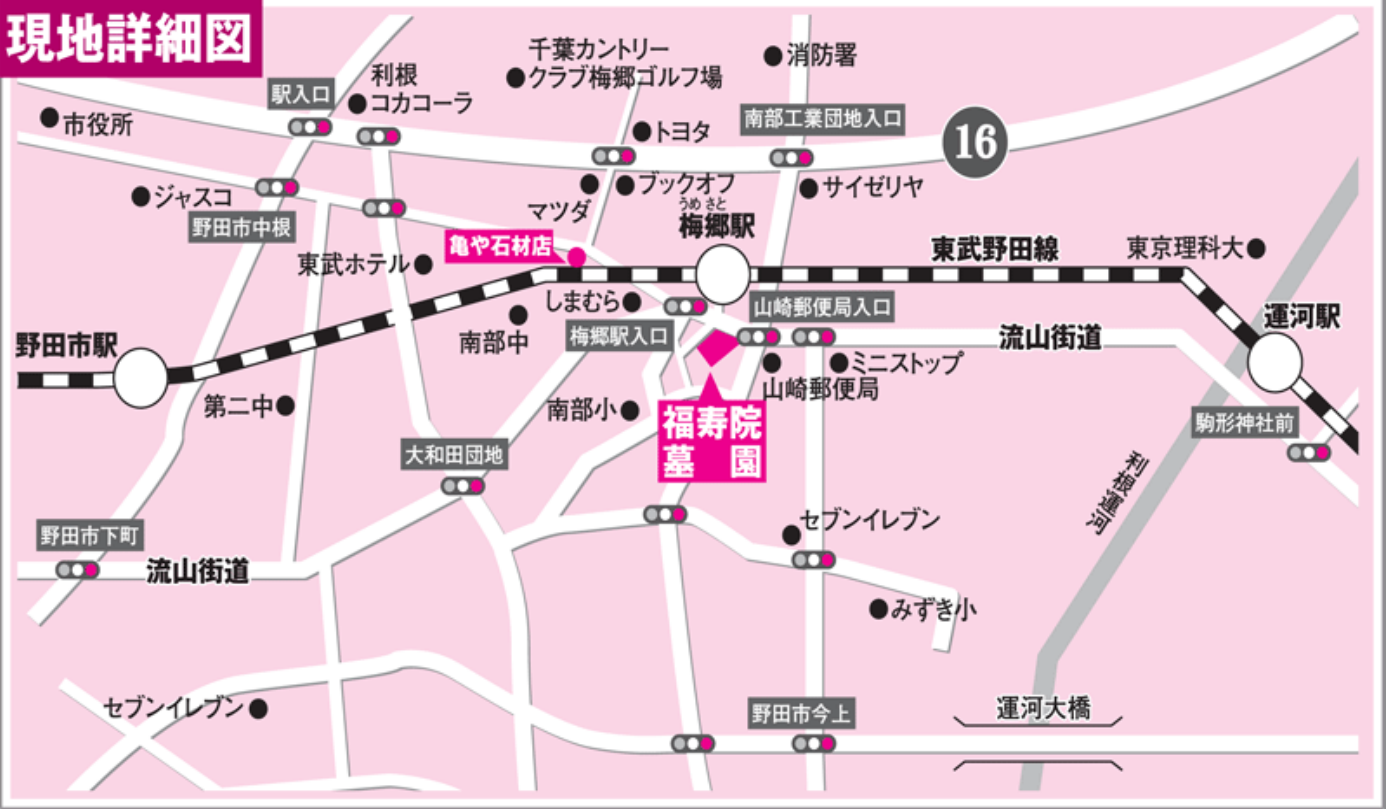 現地詳細図
千葉カントリー
クラブ梅郷ゴルフ場
消防署
利根
コカコーラ
駅入口
市役所
トヨタ
南部工業団地入口
16
ジャスコ
マツダ
ブックオフ
サイゼリヤ
野田市中根
うめ さと
梅郷駅
亀や石材店
東武ホテル
東武野田線
東京理科大
しまむら
山崎郵便局入口
南部中
梅郷駅入口
野田市駅
流山街道
運河駅
ミニストップ
山崎郵便局
第二中
南部小
福寿院
墓園
駒形神社前
大和田団地
利根運河
野田市下町
セブンイレブン
流山街道
みずき小
セブンイレブン
野田市今上
運河大橋